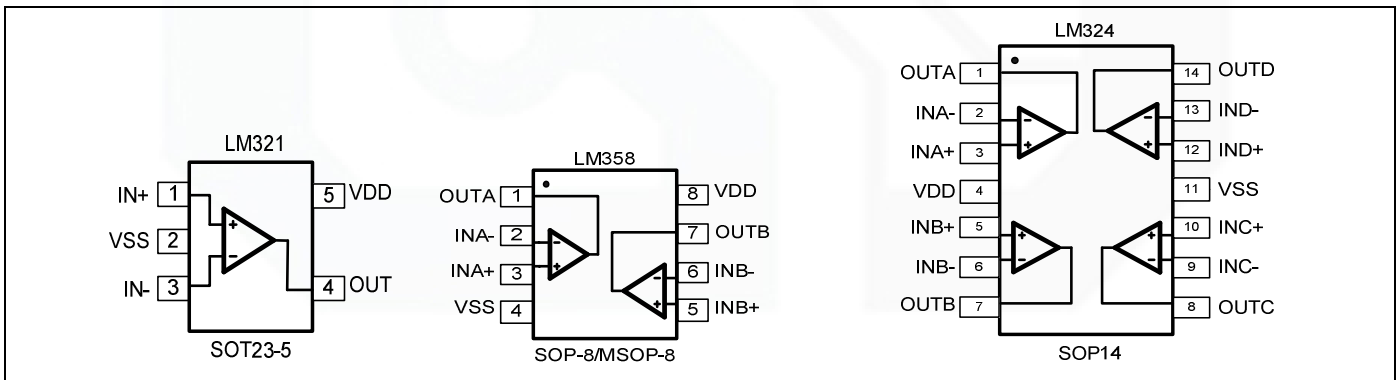 LM321
IN+ 1 5 VDD
VSS 2
IN- 3 4 OUT
+
-
SOT23-5
LM358
OUTA 1 8 VDD
INA- 2 7 OUTB
INA+ 3 6 INB-
VSS 4 5 INB+
- -
+ +
SOP-8/MSOP-8
LM324
OUTA 1 14 OUTD
INA- 2 - - 13 IND-
INA+ 3 + + 12 IND+
VDD 4 11 VSS
INB+ 5 + + 10 INC+
INB- 6 - - 9 INC-
OUTB 7 8 OUTC
SOP14